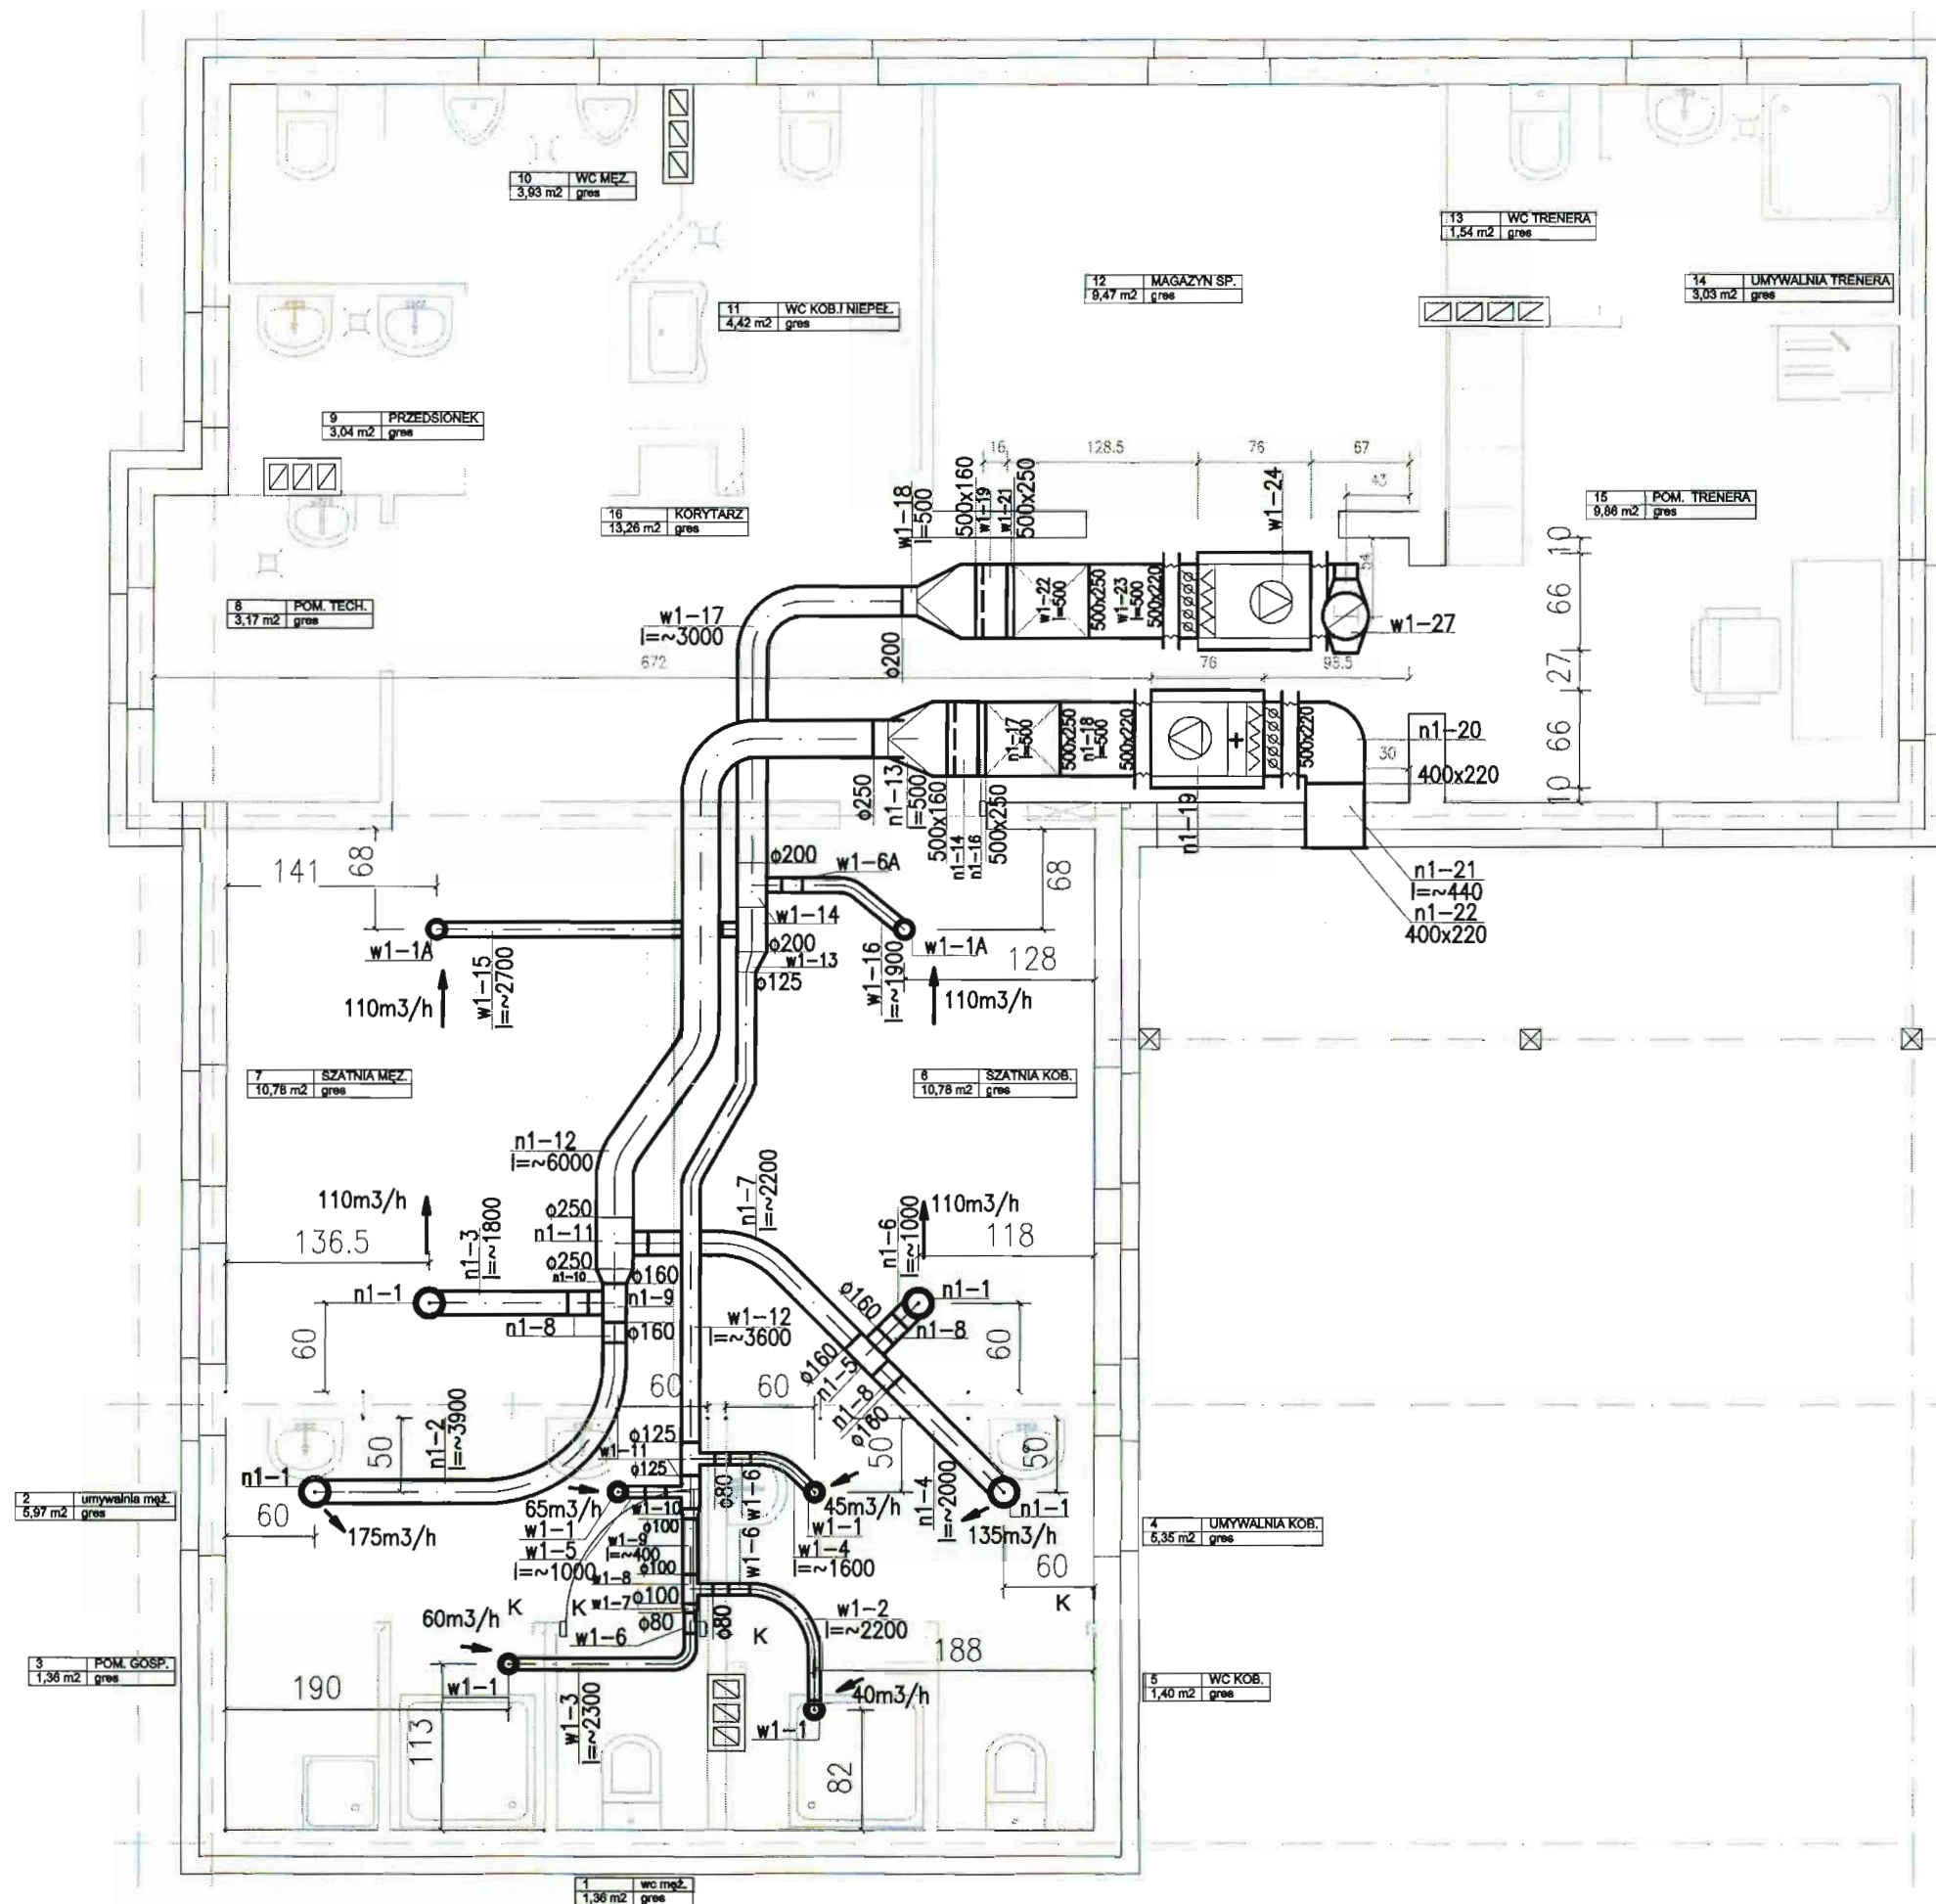 10 WC MĘŻ.
3,93 m2 gres
13 WC TRENERA
1,54 m2 gres
12 MAGAZYN SP.
9,47 m2 gres
14 UMYWALNIA TRENERA
3,03 m2 gres
11 WC KOB.I NIEPEŁ.
4,42 m2 gres
9 PRZEDSIONEK
3,04 m2 gres
16 KORYTARZ
13,26 m2 gres
15 POM. TRENERA
9,86 m2 gres
8 POM. TECH.
3,17 m2 gres
16
128.5
76
67
43
54
w1-18
l=500
500x160
w1-19
w1-21
500x250
w1-24
w1-22
l=500
500x250
w1-23
l=500
500x220
w1-27
w1-17
l=~3000
672
ϕ200
76
98.5
10
66
27
66
10
n1-17
l=500
500x250
n1-18
l=500
500x220
500x220
n1-20
30
400x220
ϕ250
n1-13
l=500
500x160
n1-14
n1-16
500x250
n1-19
n1-21
l=~440
n1-22
400x220
141
68
ϕ200
w1-6A
68
w1-14
w1-1A
w1-15
l=~2700
ϕ200
w1-13
ϕ125
w1-16
l=~1900
w1-1A
128
110m3/h
110m3/h
7 SZATNIA MĘŻ.
10,78 m2 gres
6 SZATNIA KOB.
10,78 m2 gres
n1-12
l=~6000
n1-7
l=~2200
110m3/h
n1-3
l=~1800
136.5
ϕ250
n1-11
ϕ250
n1-10
ϕ160
n1-9
n1-6
l=~1000
110m3/h
118
n1-1
n1-8
ϕ160
w1-12
l=~3600
ϕ160
n1-1
n1-8
60
60
ϕ160
n1-5
n1-8
ϕ160
60
60
n1-2
l=~3900
50
ϕ125
w1-11
ϕ125
50
50
n1-1
60
175m3/h
65m3/h
w1-10
ϕ100
w1-1
w1-9
l=~400
w1-5
l=~1000
ϕ100
w1-8
w1-7
ϕ100
ϕ80
w1-6
ϕ80
w1-6
w1-6
ϕ80
45m3/h
w1-1
w1-4
l=~1600
n1-4
l=~2000
n1-1
135m3/h
60
2 umywalnia męż.
5,97 m2 gres
4 UMYWALNIA KOB.
5,35 m2 gres
K
K
K
K
60m3/h
w1-2
l=~2200
188
190
w1-1
w1-3
l=~2300
113
40m3/h
w1-1
82
3 POM. GOSP.
1,36 m2 gres
5 WC KOB.
1,40 m2 gres
1 wc męż.
1,36 m2 gres